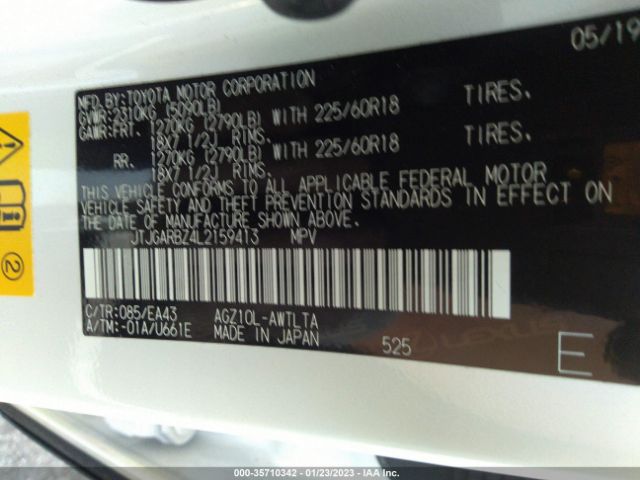 05/19
MFD.BY:TOYOTA MOTOR CORPORATION
GVWR:2310KG (5090LB)
GAWR:FRT. 1270KG (2790LB) WITH 225/60R18 TIRES.
18X7 1/2J RIMS.
RR. 1270KG (2790LB) WITH 225/60R18 TIRES.
18X7 1/2J RIMS.
THIS VEHICLE CONFORMS TO ALL APPLICABLE FEDERAL MOTOR
VEHICLE SAFETY AND THEFT PREVENTION STANDARDS IN EFFECT ON
THE DATE OF MANUFACTURE SHOWN ABOVE.
JTJGARBZ4L2159413 MPV
C/TR:085/EA43 AGZ10L-AWTLTA
A/TM:-01A/U661E MADE IN JAPAN 525
E
2
000-35710342 - 01/23/2023 - IAA Inc.